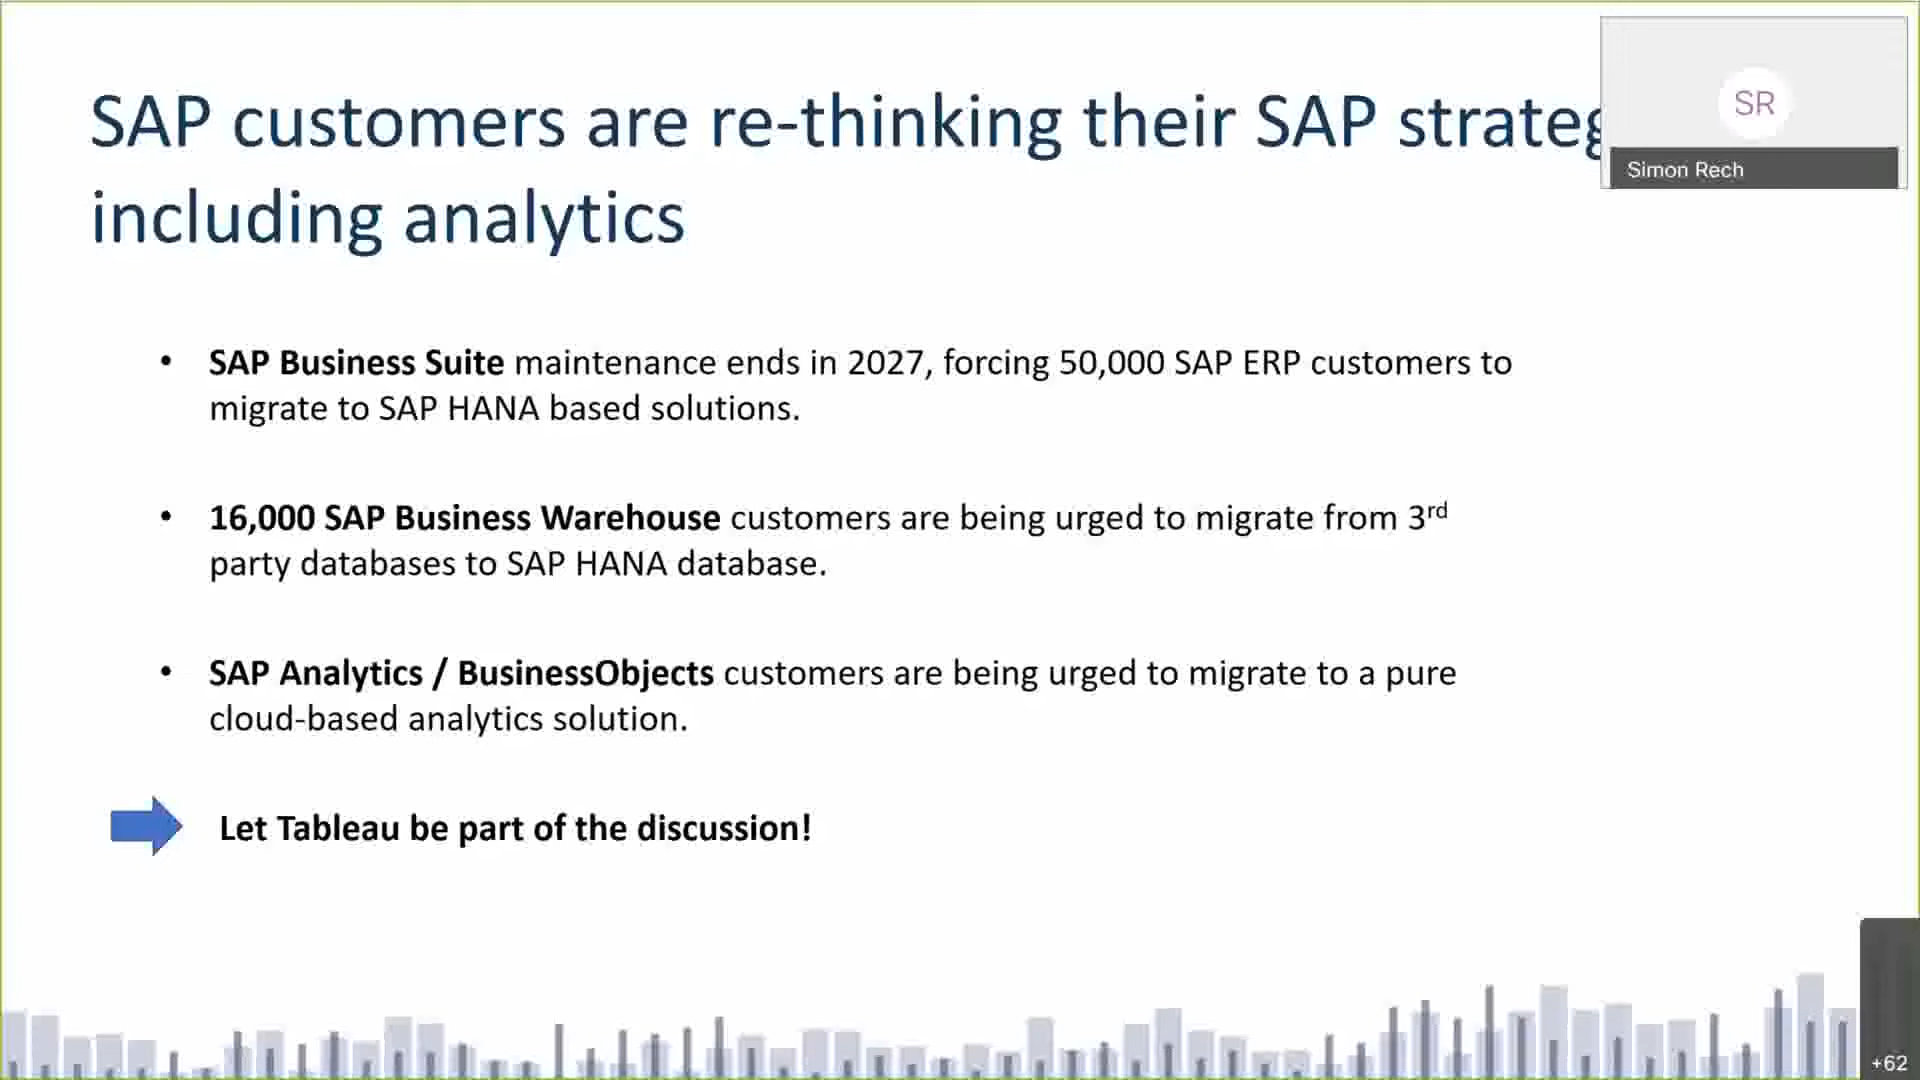 SAP customers are re-thinking their SAP
including analytics
SR
Simon Rech
• SAP Business Suite maintenance ends in 2027, forcing 50,000 SAP ERP customers to
migrate to SAP HANA based solutions.
• 16,000 SAP Business Warehouse customers are being urged to migrate from 3rd
party databases to SAP HANA database.
• SAP Analytics / BusinessObjects customers are being urged to migrate to a pure
cloud-based analytics solution.
Let Tableau be part of the discussion!
+62